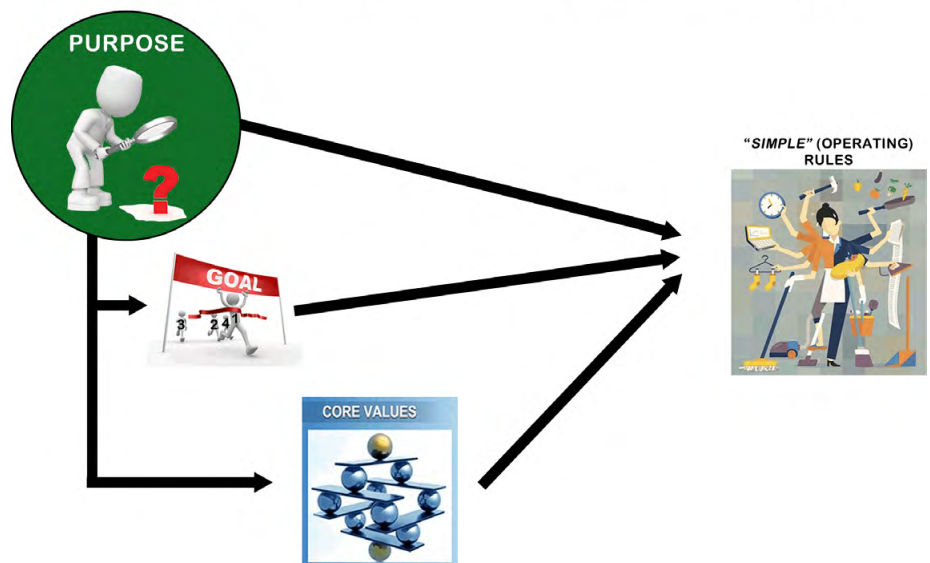 PURPOSE
?
"SIMPLE" (OPERATING)
RULES
GOAL
3 2 4 1
CORE VALUES